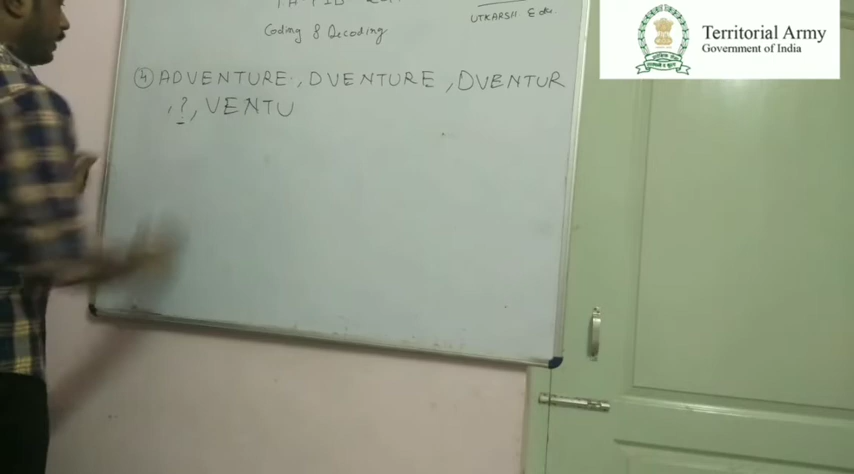 Coding & Decoding
UTKARSH Edu.
④ ADVENTURE, DVENTURE, DVENTUR
, ?, VENTU
Territorial Army
Government of India